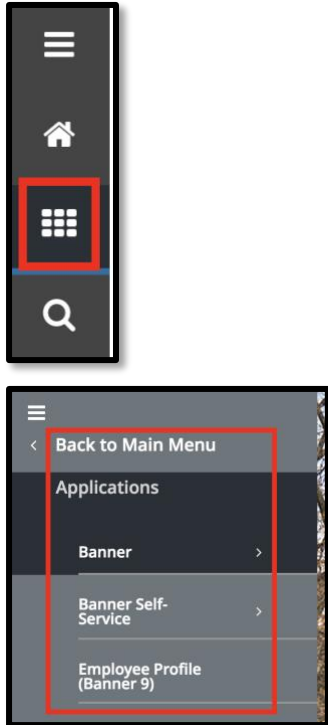 Back to Main Menu
Applications
Banner
Banner Self-
Service
Employee Profile
(Banner 9)